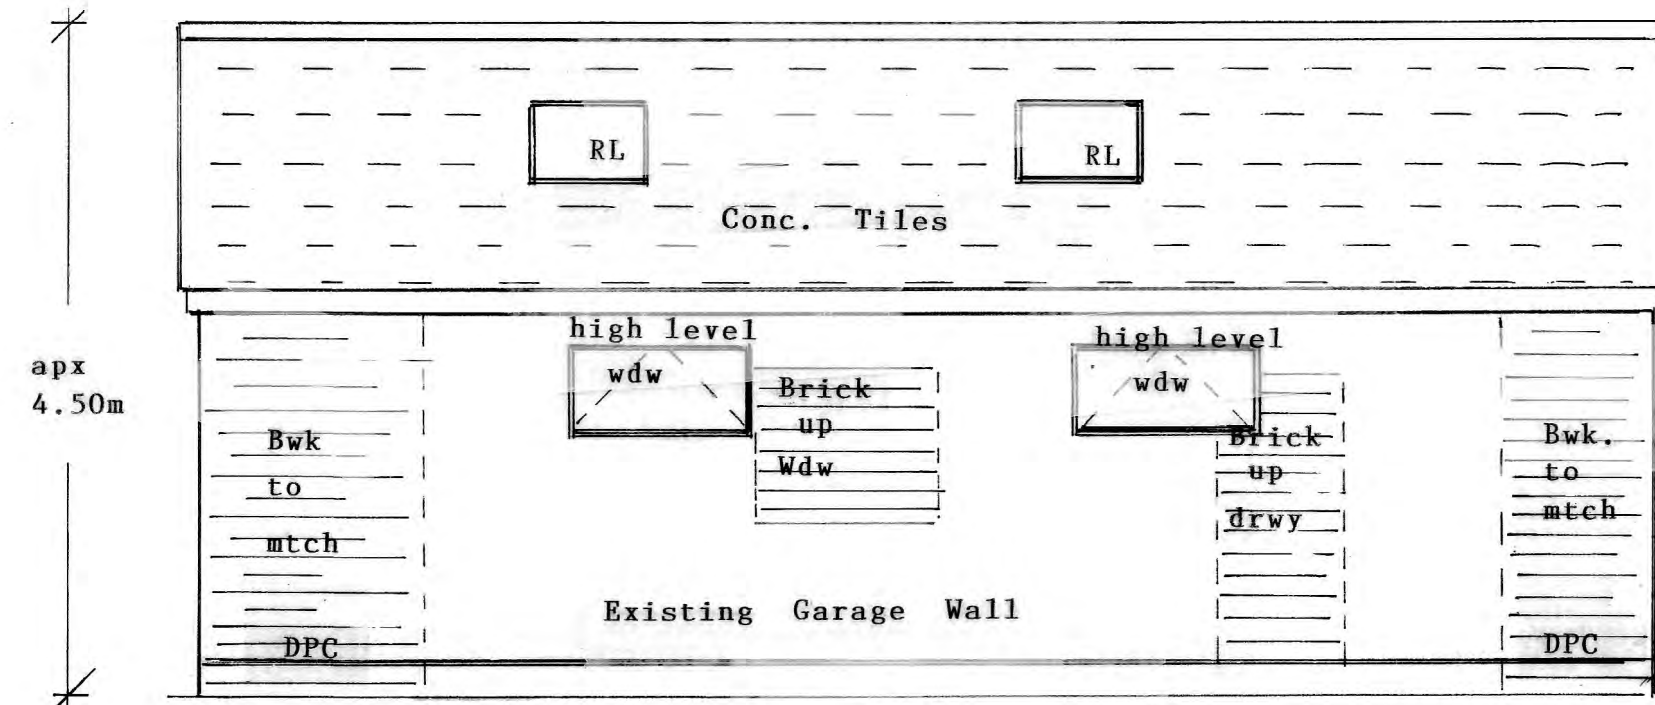 RL
RL
Conc. Tiles
high level
wdw
high level
wdw
apx
4.50m
Bwk
to
mtch
DPC
Brick
up
Wdw
Brick
up
drwy
Bwk.
to
mtch
DPC
Existing Garage Wall